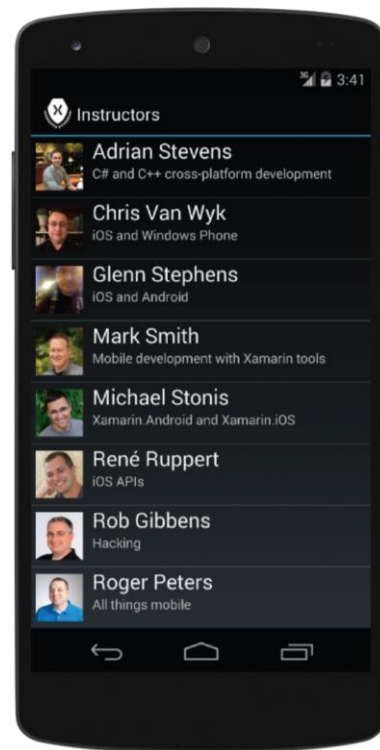 3G 3:41
Instructors
Adrian Stevens
C# and C++ cross-platform development
Chris Van Wyk
iOS and Windows Phone
Glenn Stephens
iOS and Android
Mark Smith
Mobile development with Xamarin tools
Michael Stonis
Xamarin.Android and Xamarin.iOS
René Ruppert
iOS APIs
Rob Gibbens
Hacking
Roger Peters
All things mobile